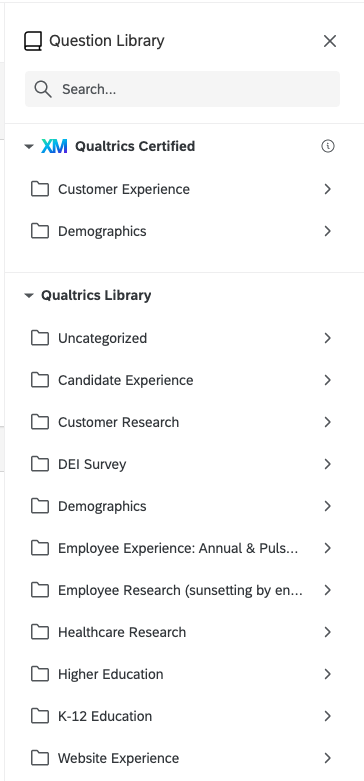 Question Library
Search...
XM Qualtrics Certified
Customer Experience
Demographics
Qualtrics Library
Uncategorized
Candidate Experience
Customer Research
DEI Survey
Demographics
Employee Experience: Annual & Puls...
Employee Research (sunsetting by en...
Healthcare Research
Higher Education
K-12 Education
Website Experience